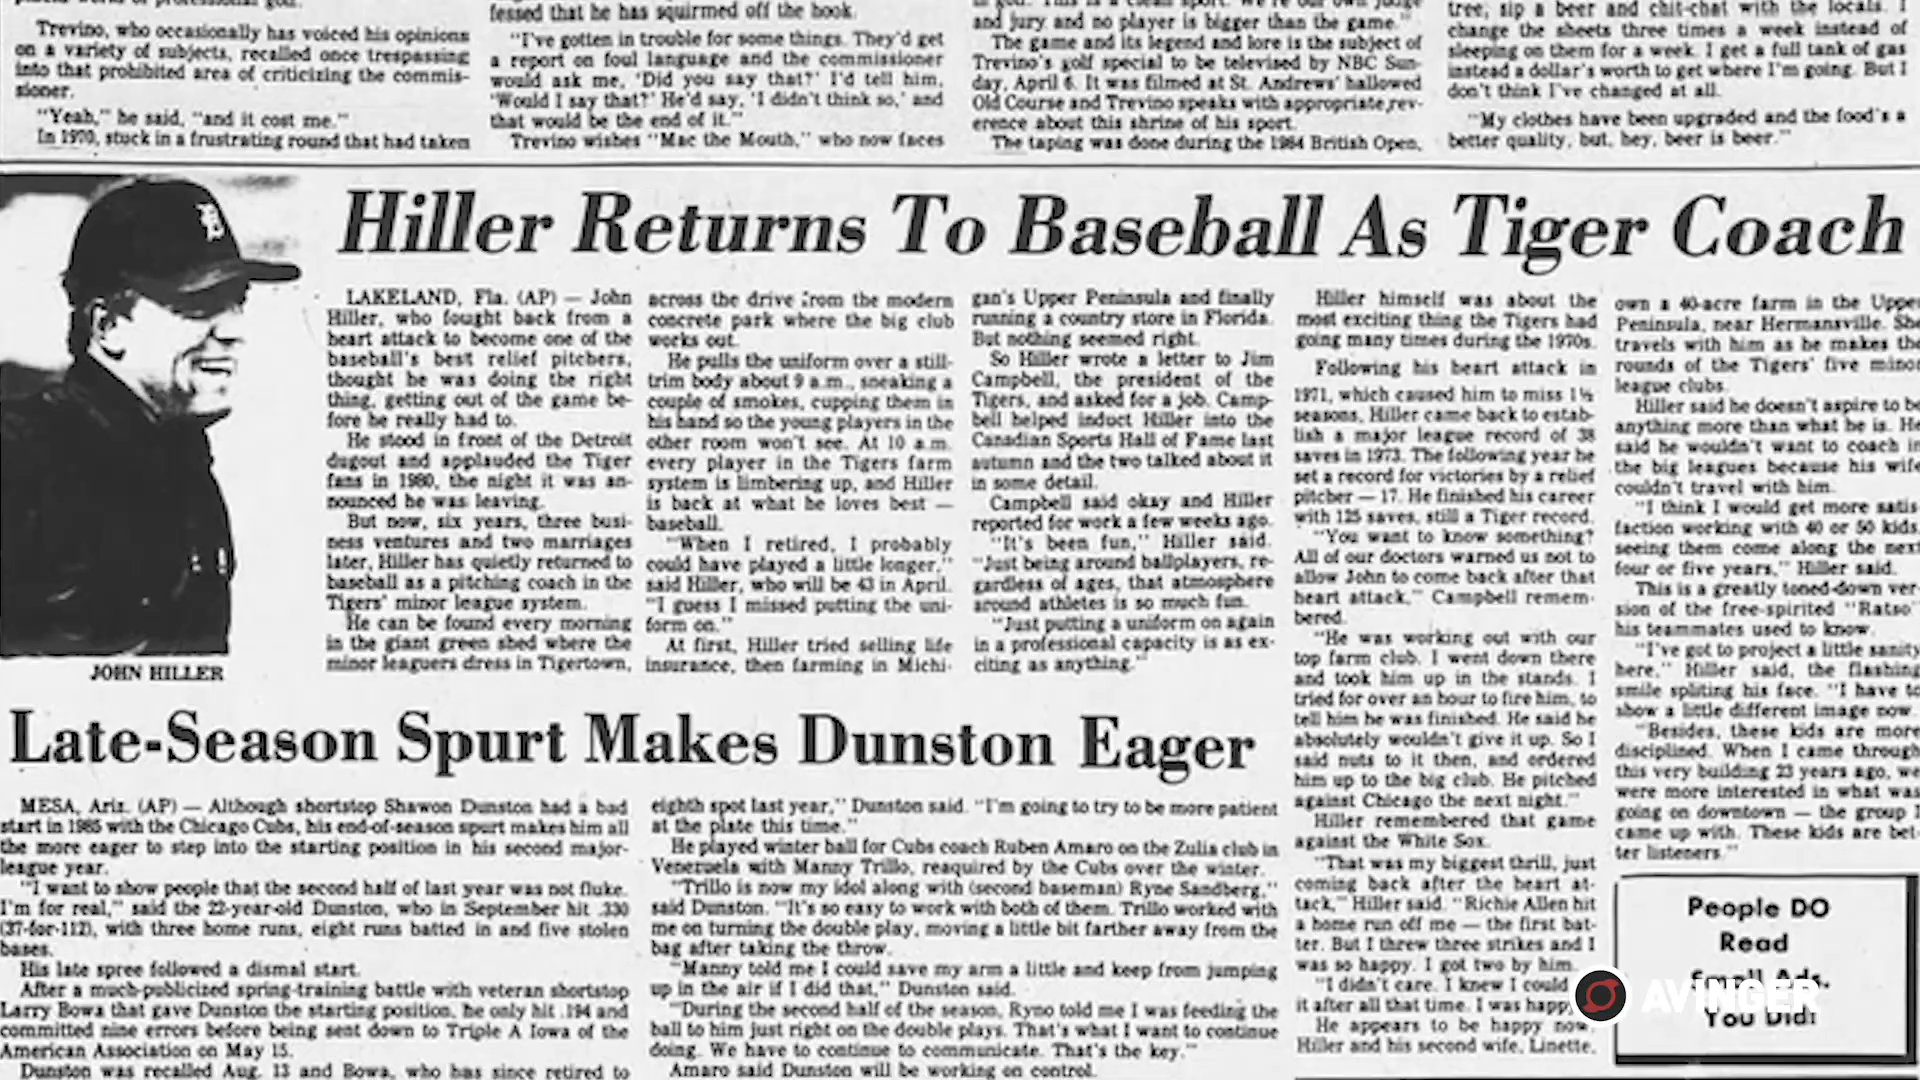 Trevino, who occasionally has voiced his opinions
on a variety of subjects, recalled once trespassing
into that prohibited area of criticizing the commis-
sioner.
"Yeah," he said, "and it cost me."
In 1970, stuck in a frustrating round that had taken
fessed that he has squirmed off the hook.
"I've gotten in trouble for some things. They'd get
a report on foul language and the commissioner
would ask me, 'Did you say that?' I'd tell him,
'Would I say that?' He'd say, 'I didn't think so,' and
that would be the end of it."
Trevino wishes "Mac the Mouth," who now faces
and jury and no player is bigger than the game."
The game and its legend and lore is the subject of
Trevino's golf special to be televised by NBC Sun-
day, April 6. It was filmed at St. Andrews' hallowed
Old Course and Trevino speaks with appropriate rev-
erence about this shrine of his sport.
The taping was done during the 1984 British Open,
tree, sip a beer and chit-chat with the locals. I
change the sheets three times a week instead of
sleeping on them for a week. I get a full tank of gas
instead a dollar's worth to get where I'm going. But I
don't think I've changed at all.
"My clothes have been upgraded and the food's a
better quality, but, hey, beer is beer."
Hiller Returns To Baseball As Tiger Coach
JOHN HILLER
LAKELAND, Fla. (AP) — John
Hiller, who fought back from a
heart attack to become one of the
baseball's best relief pitchers,
thought he was doing the right
thing, getting out of the game be-
fore he really had to.
He stood in front of the Detroit
dugout and applauded the Tiger
fans in 1980, the night it was an-
nounced he was leaving.
But now, six years, three busi-
ness ventures and two marriages
later, Hiller has quietly returned to
baseball as a pitching coach in the
Tigers' minor league system.
He can be found every morning
in the giant green shed where the
minor leaguers dress in Tigertown,
across the drive from the modern
concrete park where the big club
works out.
He pulls the uniform over a still-
trim body about 9 a.m., sneaking a
couple of smokes, cupping them in
his hand so the young players in the
other room won't see. At 10 a.m.
every player in the Tigers farm
system is limbering up, and Hiller
is back at what he loves best —
baseball.
"When I retired, I probably
could have played a little longer,"
said Hiller, who will be 43 in April.
"I guess I missed putting the uni-
form on."
At first, Hiller tried selling life
insurance, then farming in Michi-
gan's Upper Peninsula and finally
running a country store in Florida.
But nothing seemed right.
So Hiller wrote a letter to Jim
Campbell, the president of the
Tigers, and asked for a job. Camp-
bell helped induct Hiller into the
Canadian Sports Hall of Fame last
autumn and the two talked about it
in some detail.
Campbell said okay and Hiller
reported for work a few weeks ago.
"It's been fun," Hiller said.
"Just being around ballplayers, re-
gardless of ages, that atmosphere
around athletes is so much fun.
"Just putting a uniform on again
in a professional capacity is as ex-
citing as anything."
Hiller himself was about the
most exciting thing the Tigers had
going many times during the 1970s.
Following his heart attack in
1971, which caused him to miss 1½
seasons, Hiller came back to estab-
lish a major league record of 38
saves in 1973. The following year he
set a record for victories by a relief
pitcher — 17. He finished his career
with 125 saves, still a Tiger record.
"You want to know something?
All of our doctors warned us not to
allow John to come back after that
heart attack," Campbell remem-
bered.
"He was working out with our
top farm club. I went down there
and took him up in the stands. I
tried for over an hour to fire him, to
tell him he was finished. He said he
absolutely wouldn't give it up. So I
said nuts to it then, and ordered
him up to the big club. He pitched
against Chicago the next night."
Hiller remembered that game
against the White Sox.
"That was my biggest thrill, just
coming back after the heart at-
tack," Hiller said. "Richie Allen hit
a home run off me — the first bat-
ter. But I threw three strikes and I
was so happy. I got two by him.
"I didn't care. I knew I could
it after all that time. I was happy
He appears to be happy now.
Hiller and his second wife, Linette,
own a 40-acre farm in the Upper
Peninsula, near Hermansville. She
travels with him as he makes the
rounds of the Tigers' five minor
league clubs.
Hiller said he doesn't aspire to be
anything more than what he is. He
said he wouldn't want to coach in
the big leagues because his wife
couldn't travel with him.
"I think I would get more satis-
faction working with 40 or 50 kids,
seeing them come along the next
four or five years," Hiller said.
This is a greatly toned-down ver-
sion of the free-spirited "Ratso"
his teammates used to know.
"I've got to project a little sanity
here," Hiller said, the flashing
smile spliting his face. "I have to
show a little different image now.
"Besides, these kids are more
disciplined. When I came through
this very building 23 years ago, we
were more interested in what was
going on downtown — the group I
came up with. These kids are bet-
ter listeners."
Late-Season Spurt Makes Dunston Eager
MESA, Ariz. (AP) — Although shortstop Shawon Dunston had a bad
start in 1985 with the Chicago Cubs, his end-of-season spurt makes him all
the more eager to step into the starting position in his second major-
league year.
"I want to show people that the second half of last year was not fluke.
I'm for real," said the 22-year-old Dunston, who in September hit .330
(37-for-112), with three home runs, eight runs batted in and five stolen
bases.
His late spree followed a dismal start.
After a much-publicized spring-training battle with veteran shortstop
Larry Bowa that gave Dunston the starting position, he only hit .194 and
committed nine errors before being sent down to Triple A Iowa of the
American Association on May 15.
Dunston was recalled Aug. 13 and Bowa, who has since retired to
eighth spot last year," Dunston said. "I'm going to try to be more patient
at the plate this time."
He played winter ball for Cubs coach Ruben Amaro on the Zulia club in
Venezuela with Manny Trillo, reaquired by the Cubs over the winter.
"Trillo is now my idol along with (second baseman) Ryne Sandberg,"
said Dunston. "It's so easy to work with both of them. Trillo worked with
me on turning the double play, moving a little bit farther away from the
bag after taking the throw.
"Manny told me I could save my arm a little and keep from jumping
up in the air if I did that," Dunston said.
"During the second half of the season, Ryno told me I was feeding the
ball to him just right on the double plays. That's what I want to continue
doing. We have to continue to communicate. That's the key."
Amaro said Dunston will be working on control.
People DO
Read
Small Ads.
You Did!
AVINGER